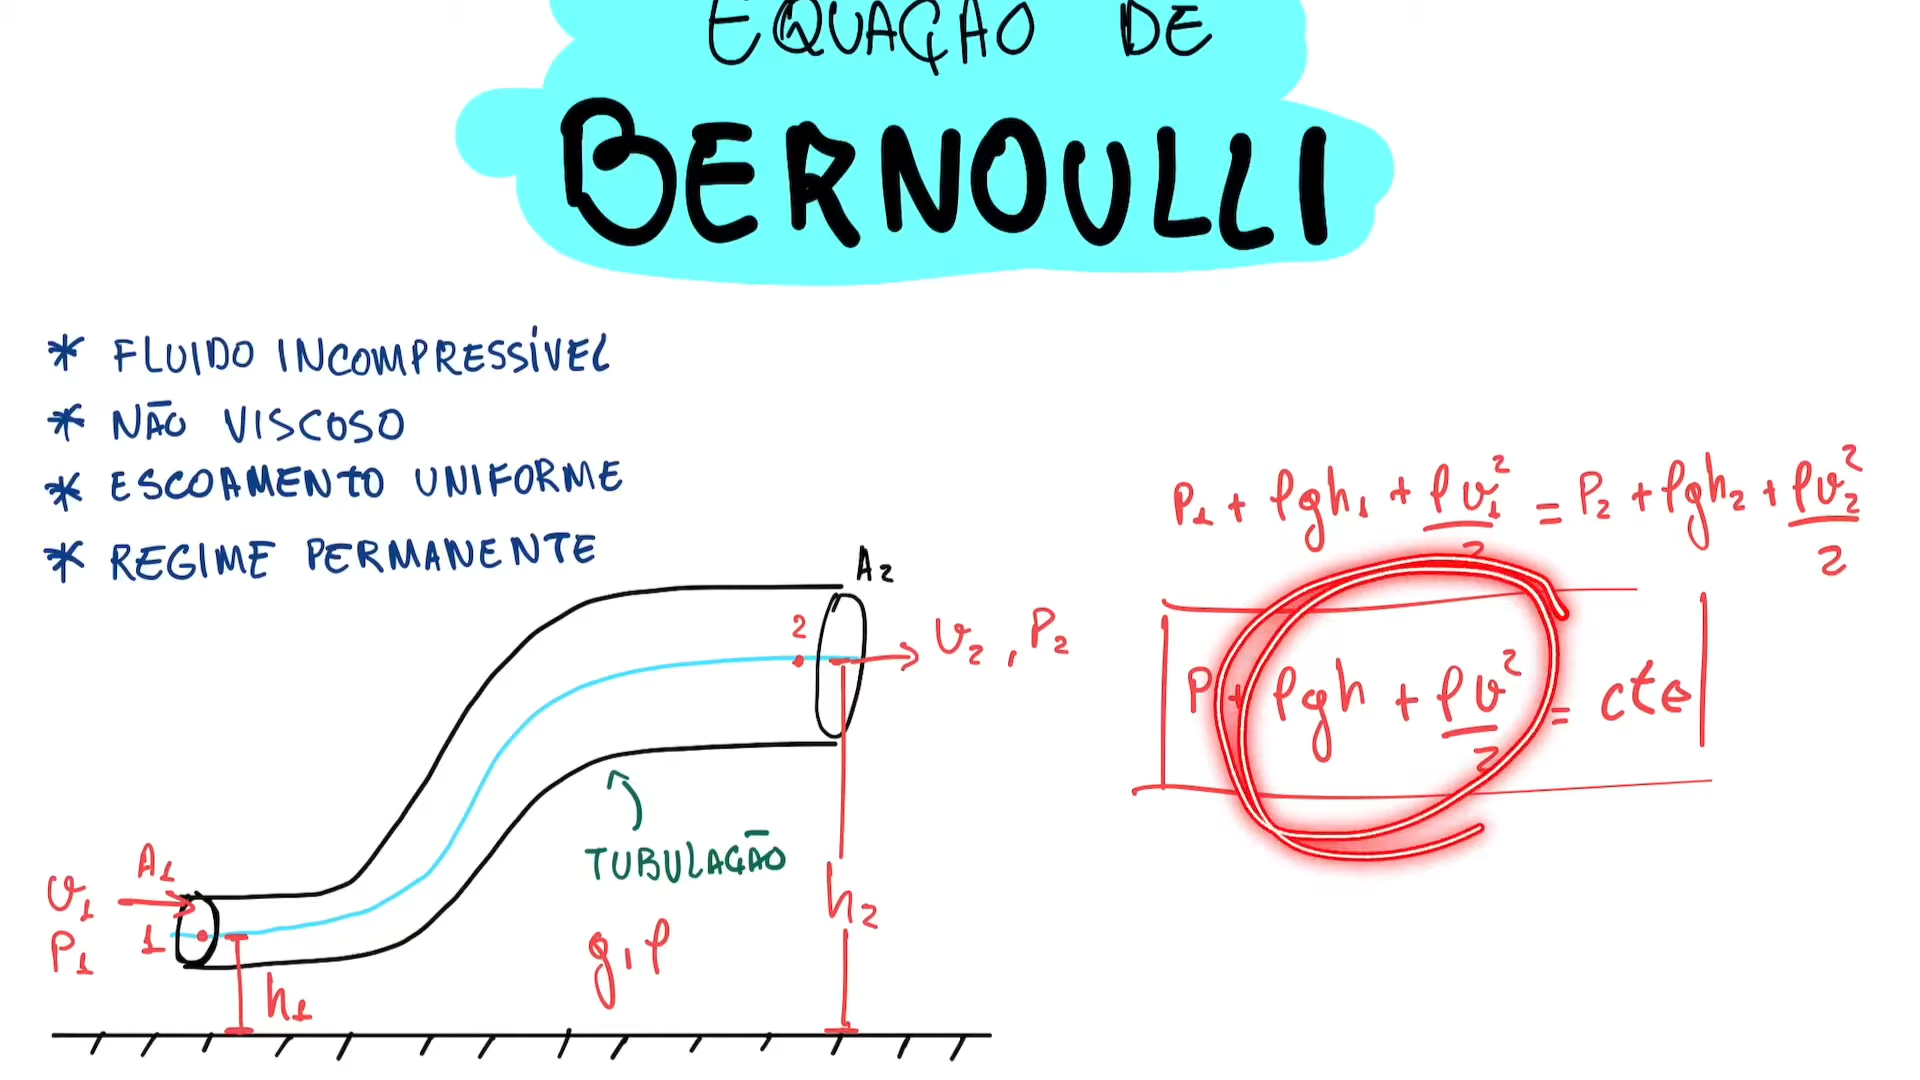 EQUAÇÃO DE
BERNOULLI
* FLUIDO INCOMPRESSÍVEL
* NÃO VISCOSO
* ESCOAMENTO UNIFORME
* REGIME PERMANENTE
P₁ + ρgh₁ + ρv₁²/2 = P₂ + ρgh₂ + ρv₂²/2
P + ρgh + ρv²/2 = cte
A₂
2
v₂, P₂
TUBULAÇÃO
A₁
v₁
P₁
1
h₁
g, ρ
h₂